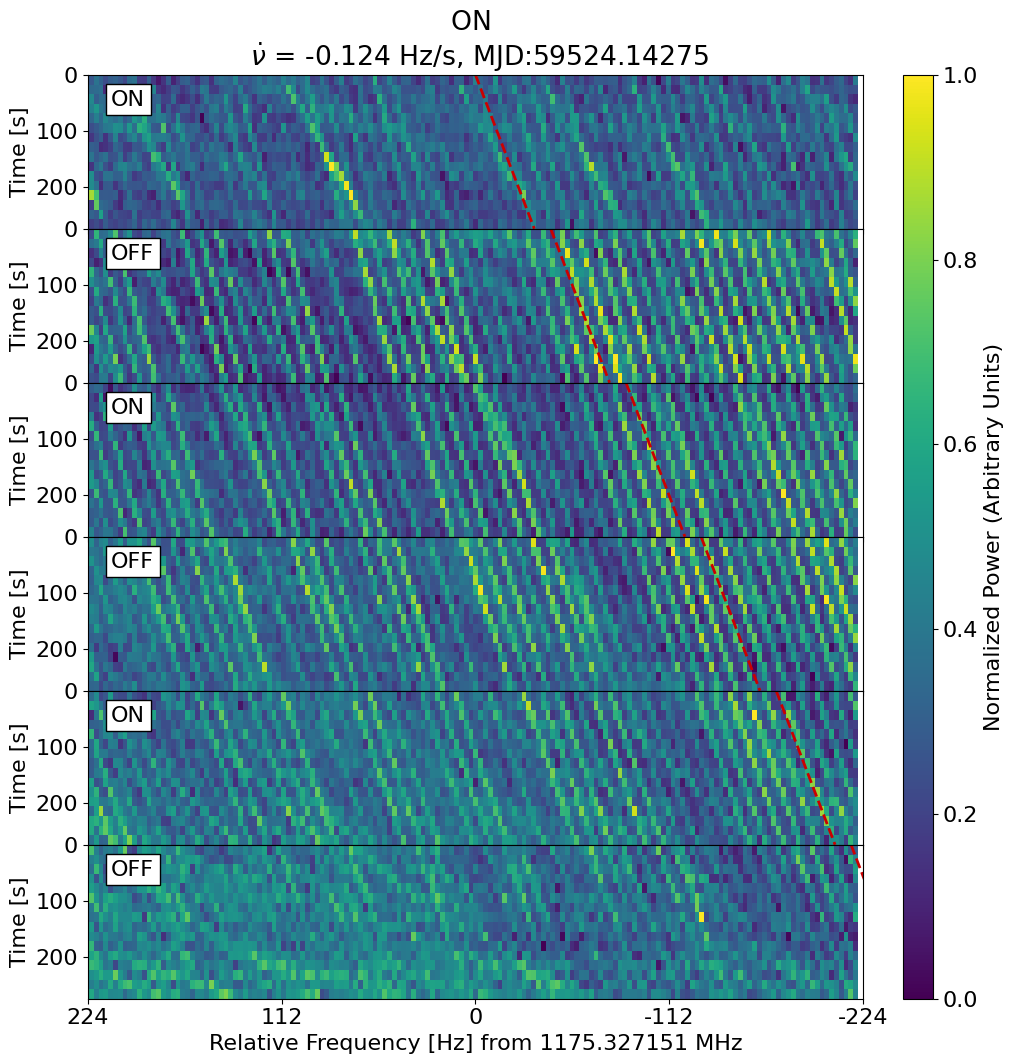 ON
ν̇ = -0.124 Hz/s, MJD:59524.14275
0
ON
100
200
Time [s]
0
OFF
100
200
Time [s]
0
ON
100
200
Time [s]
0
OFF
100
200
Time [s]
0
ON
100
200
Time [s]
0
OFF
100
200
Time [s]
224 112 0 -112 -224
Relative Frequency [Hz] from 1175.327151 MHz
1.0
0.8
0.6
0.4
0.2
0.0
Normalized Power (Arbitrary Units)